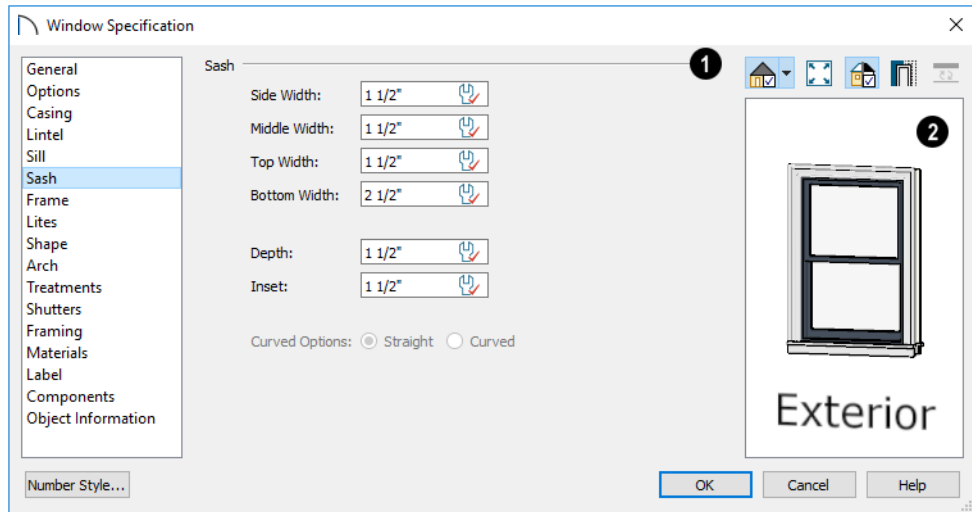 Window Specification
General
Options
Casing
Lintel
Sill
Sash
Frame
Lites
Shape
Arch
Treatments
Shutters
Framing
Materials
Label
Components
Object Information
Sash
Side Width: 1 1/2"
Middle Width: 1 1/2"
Top Width: 1 1/2"
Bottom Width: 2 1/2"
Depth: 1 1/2"
Inset: 1 1/2"
Curved Options: Straight Curved
1
2
Exterior
Number Style...
OK Cancel Help